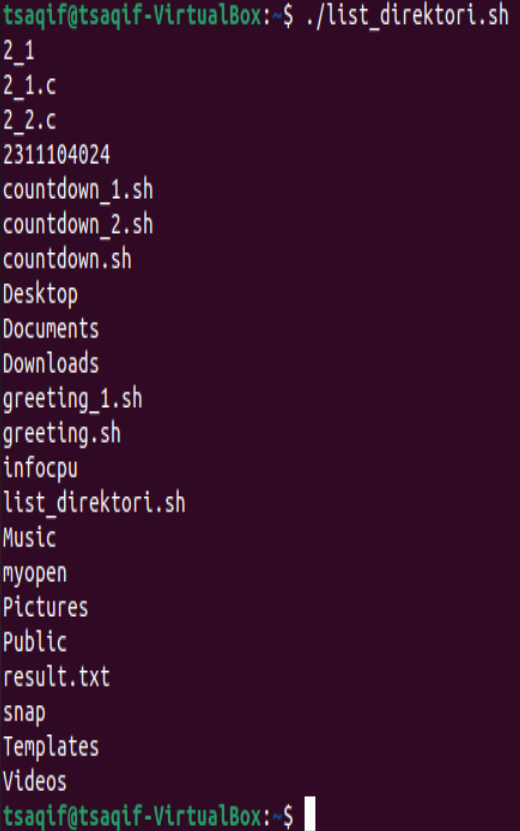 tsaqif@tsaqif-VirtualBox:~$ ./list_direktori.sh
2_1
2_1.c
2_2.c
2311104024
countdown_1.sh
countdown_2.sh
countdown.sh
Desktop
Documents
Downloads
greeting_1.sh
greeting.sh
infocpu
list_direktori.sh
Music
myopen
Pictures
Public
result.txt
snap
Templates
Videos
tsaqif@tsaqif-VirtualBox:~$